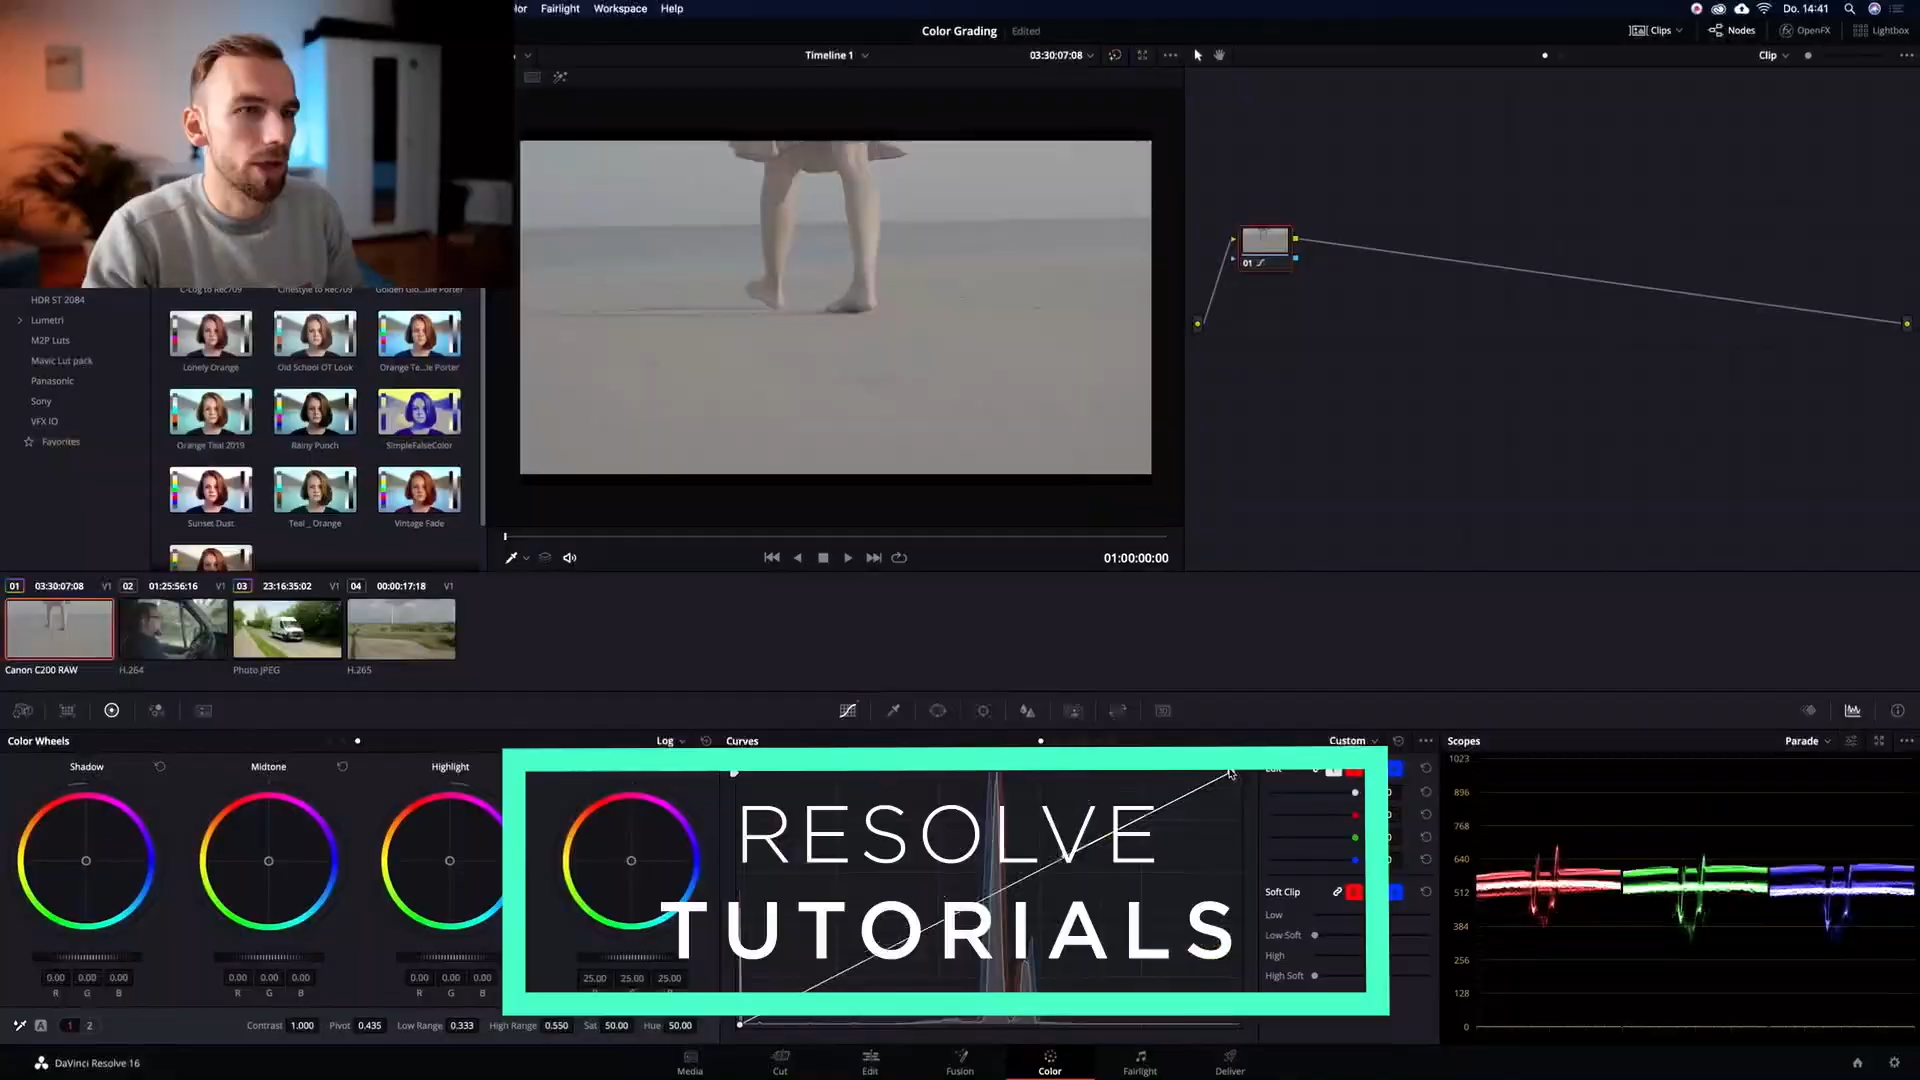 Fairlight Workspace Help
Do. 14:41
Color Grading Edited
Clips Nodes OpenFX Lightbox
Timeline 1 03:30:07:08
Clip
C-Log to Rec709 Cinestyle to Rec709
HDR ST 2084
Lumetri
M2P Luts
Mavic Lut pack
Panasonic
Sony
VFX IO
Favorites
Lonely Orange Old School OT Look Orange Te...le Porter
Orange Teal 2019 Rainy Punch SimpleFalseColor
Sunset Dust Teal _ Orange Vintage Fade
01:00:00:00
01
01 03:30:07:08 V1 02 01:25:56:16 V1 03 23:16:35:02 V1 04 00:00:17:18 V1
Canon C200 RAW H.264 Photo JPEG H.265
Color Wheels Log Curves Custom Scopes Parade
Shadow Midtone Highlight
RESOLVE
TUTORIALS
Soft Clip
Low
Low Soft
High
High Soft
1023
896
768
640
512
384
256
128
0
0.00 0.00 0.00 0.00 0.00 0.00 0.00 0.00 0.00 25.00 25.00 25.00
R G B R G B R G B
A 1 2 Contrast 1.000 Pivot 0.435 Low Range 0.333 High Range 0.550 Sat 50.00 Hue 50.00
DaVinci Resolve 16
Media Cut Edit Fusion Color Fairlight Deliver